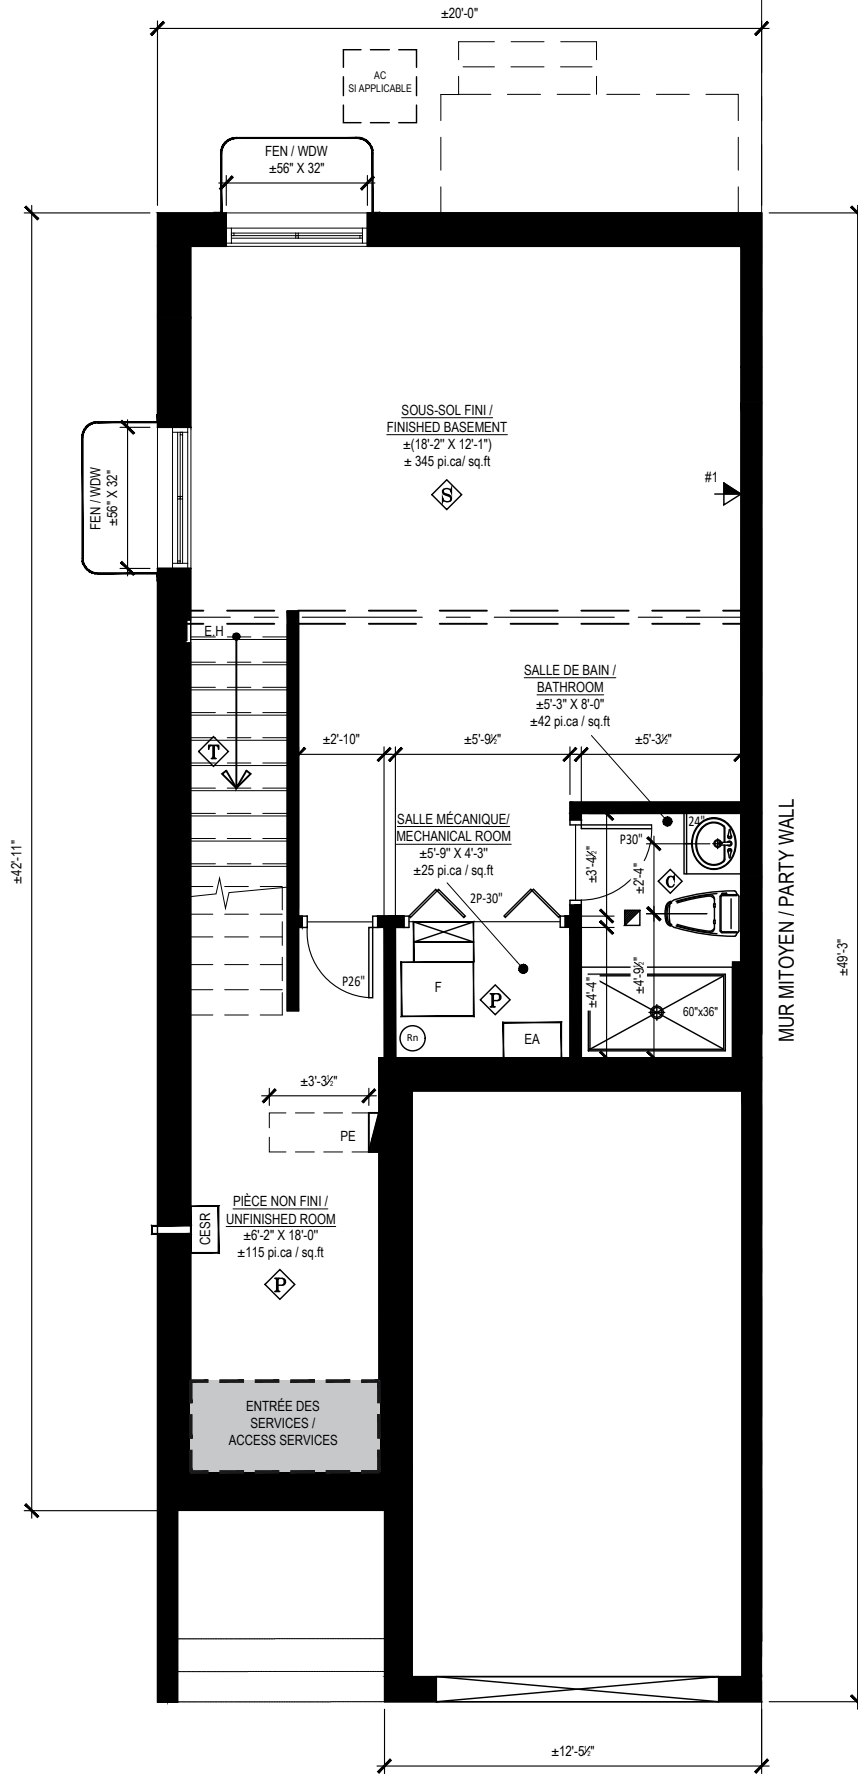 ±20'-0"
AC
SI APPLICABLE
FEN / WDW
±56" X 32"
SOUS-SOL FINI /
FINISHED BASEMENT
±(18'-2" X 12'-1")
± 345 pi.ca/ sq.ft
S
#1
FEN / WDW
±56" X 32"
E.H
SALLE DE BAIN /
BATHROOM
±5'-3" X 8'-0"
±42 pi.ca / sq.ft
T
±2'-10"
±5'-9½"
±5'-3½"
SALLE MÉCANIQUE/
MECHANICAL ROOM
±5'-9" X 4'-3"
±25 pi.ca / sq.ft
24"
P30"
±3'-4½"
±2'-4"
C
2P-30"
±42'-11"
MUR MITOYEN / PARTY WALL
±49'-3"
P26"
F
P
±4'-4"
±4'-9½"
60"x36"
Rn
EA
±3'-3½"
PE
PIÈCE NON FINI /
UNFINISHED ROOM
±6'-2" X 18'-0"
±115 pi.ca / sq.ft
CESR
P
ENTRÉE DES
SERVICES /
ACCESS SERVICES
±12'-5½"